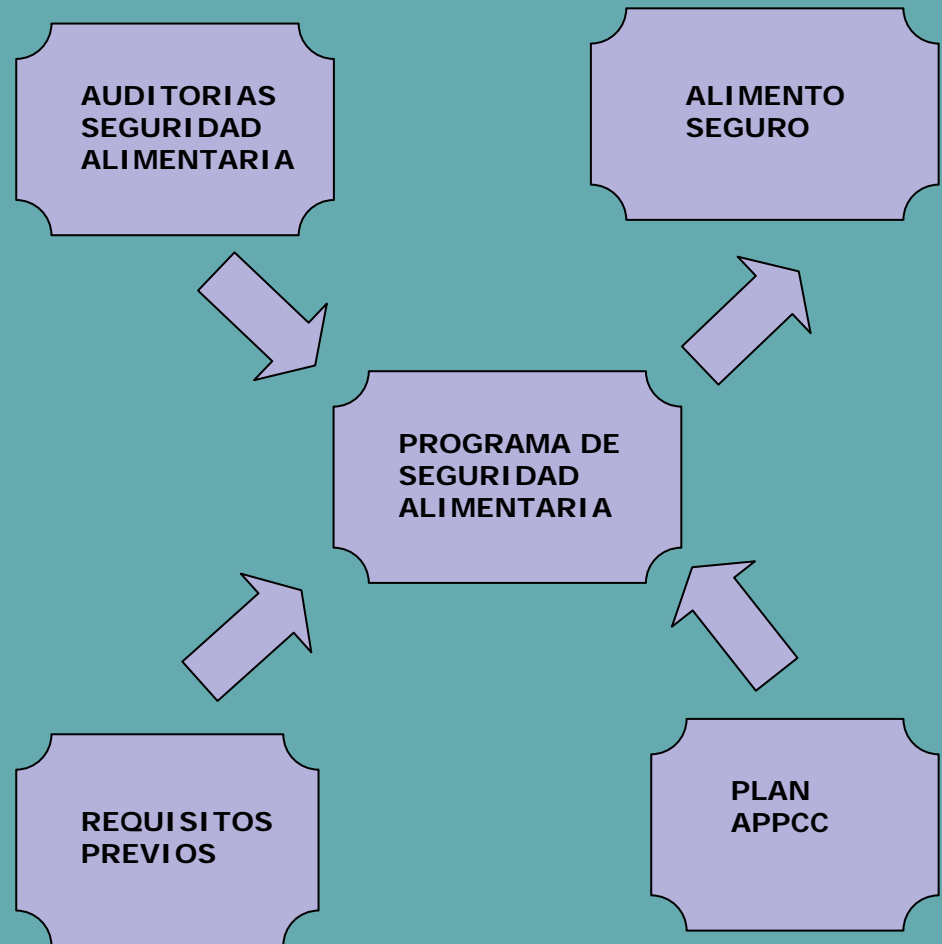 AUDITORIAS
SEGURIDAD
ALIMENTARIA
ALIMENTO
SEGURO
PROGRAMA DE
SEGURIDAD
ALIMENTARIA
REQUISITOS
PREVIOS
PLAN
APPCC